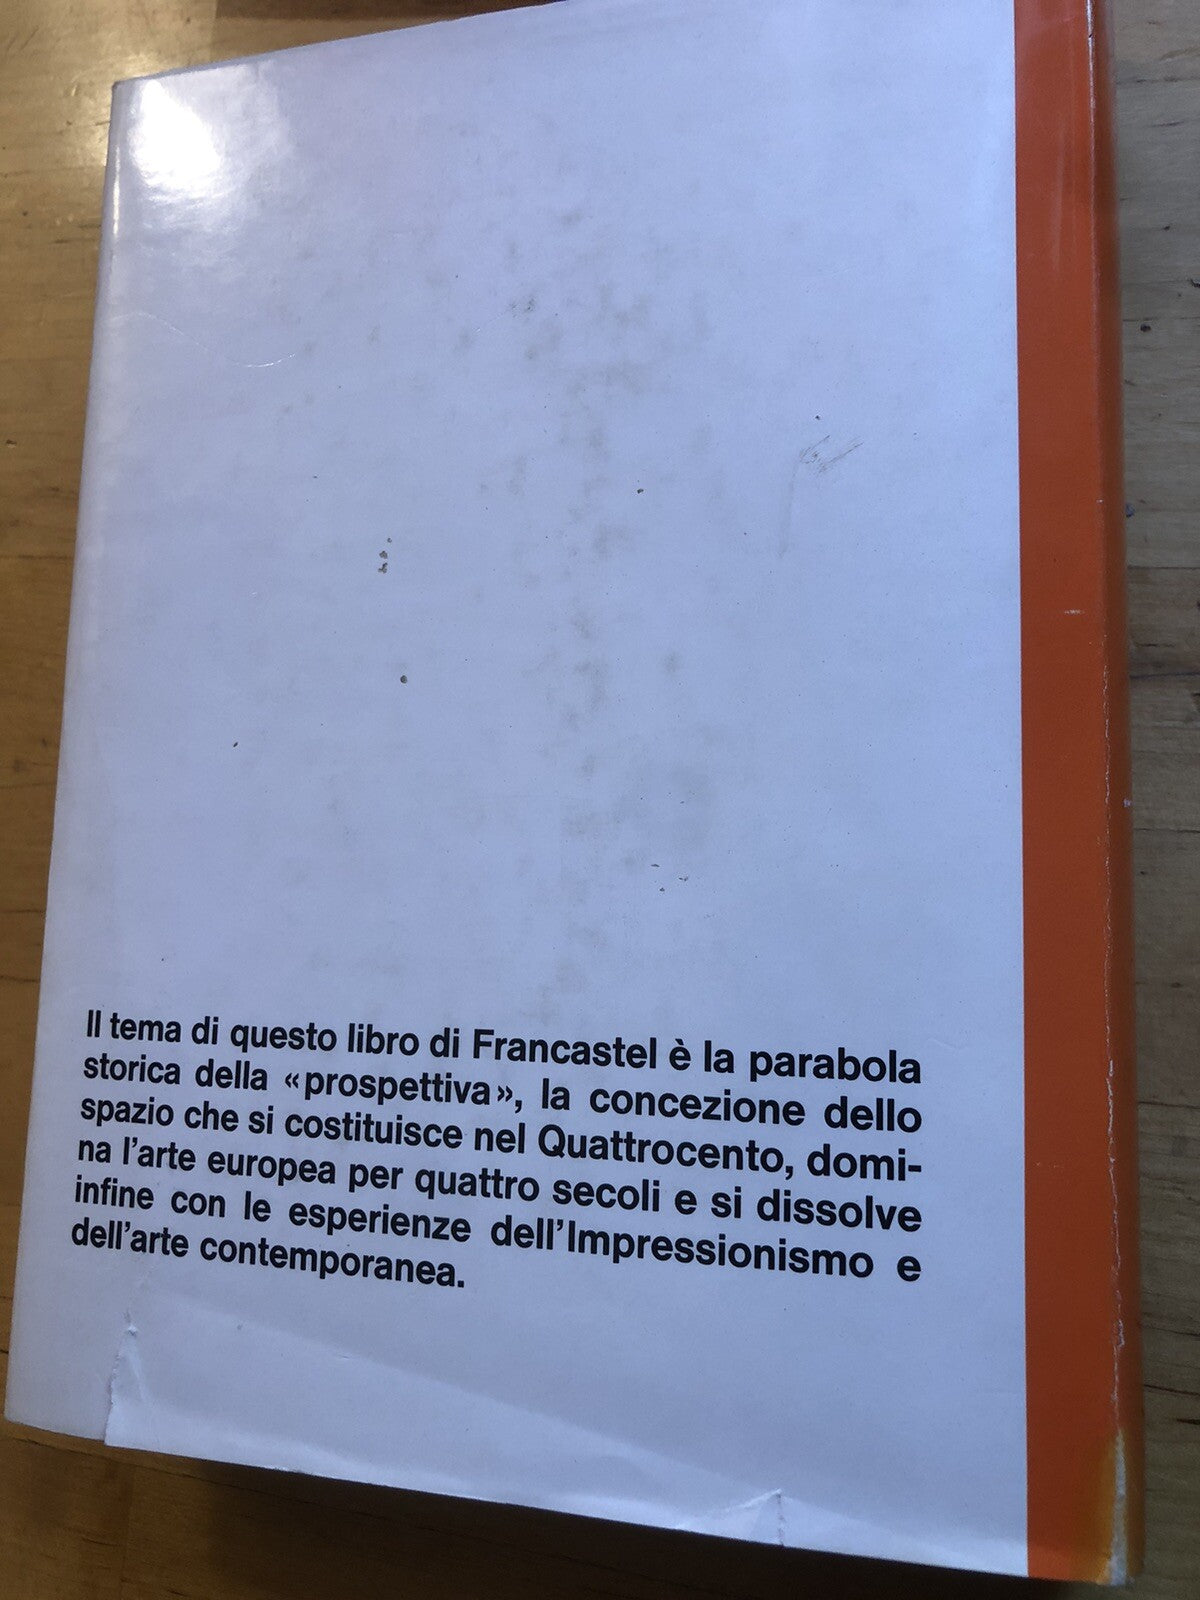 Il tema di questo libro di Francastel è la parabola
storica della «prospettiva», la concezione dello
spazio che si costituisce nel Quattrocento, domi-
na l'arte europea per quattro secoli e si dissolve
infine con le esperienze dell'Impressionismo e
dell'arte contemporanea.